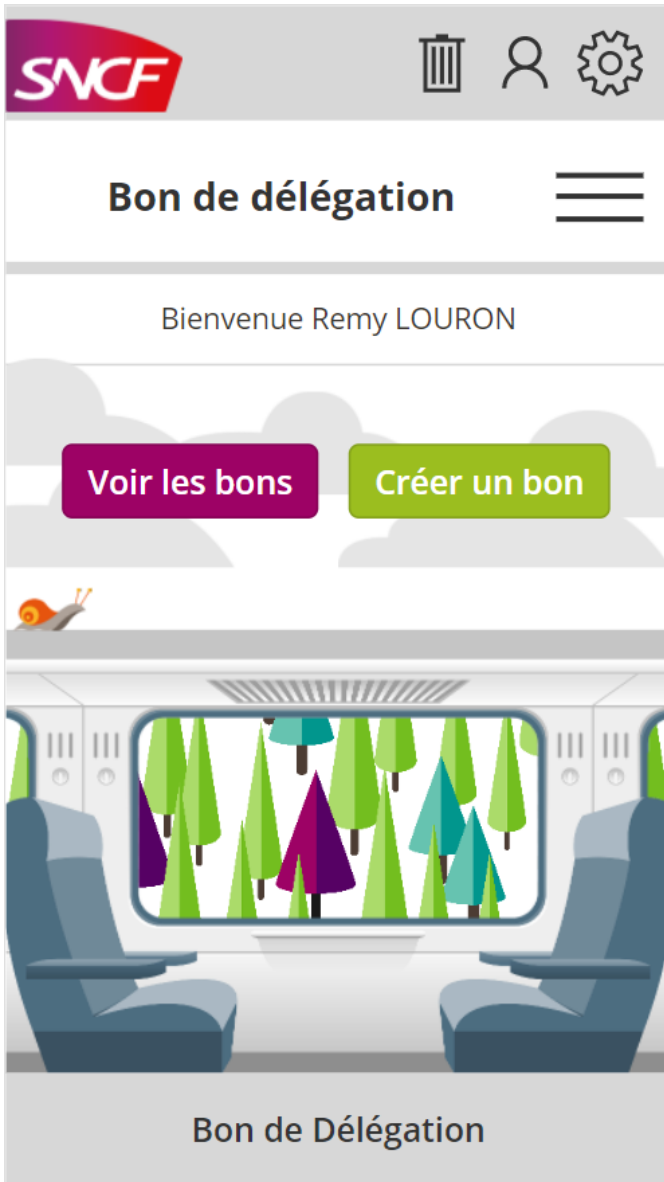 SNCF
Bon de délégation
Bienvenue Remy LOURON
Voir les bons
Créer un bon
Bon de Délégation